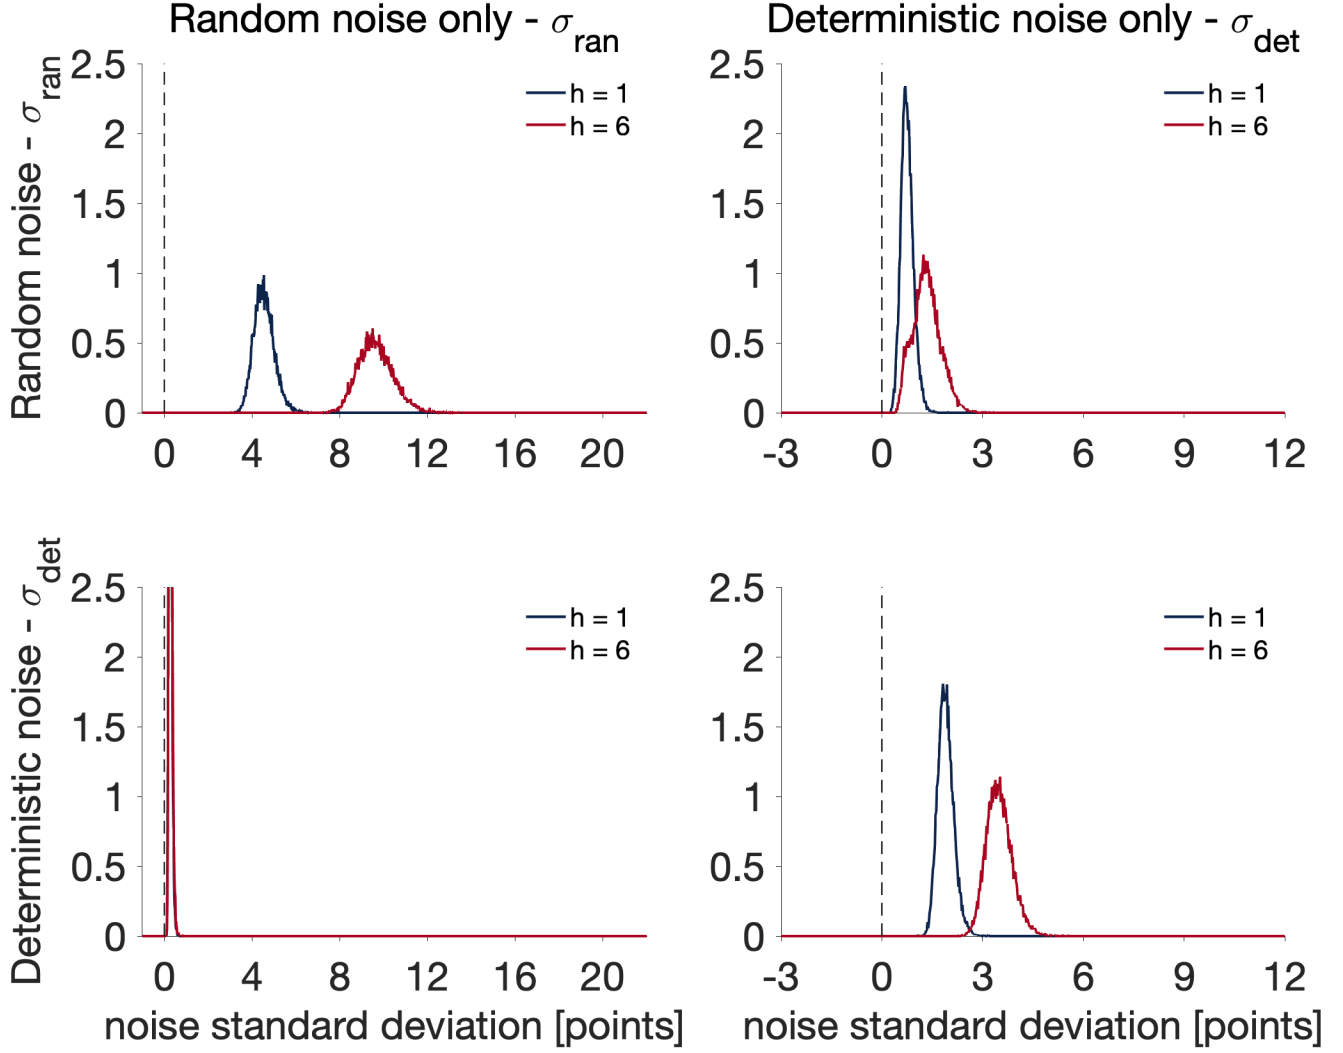 Random noise only - σran
Deterministic noise only - σdet
Random noise - σran
2.5
2
1.5
1
0.5
0
0 4 8 12 16 20
h = 1
h = 6
2.5
2
1.5
1
0.5
0
-3 0 3 6 9 12
h = 1
h = 6
Deterministic noise - σdet
2.5
2
1.5
1
0.5
0
0 4 8 12 16 20
h = 1
h = 6
noise standard deviation [points]
2.5
2
1.5
1
0.5
0
-3 0 3 6 9 12
h = 1
h = 6
noise standard deviation [points]